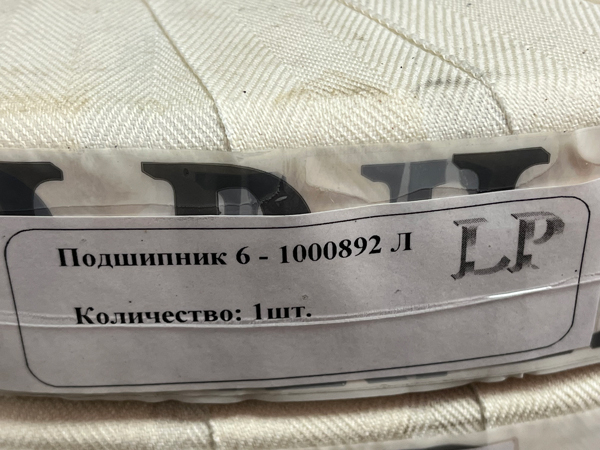 Подшипник 6 - 1000892 Л
LP
Количество: 1шт.